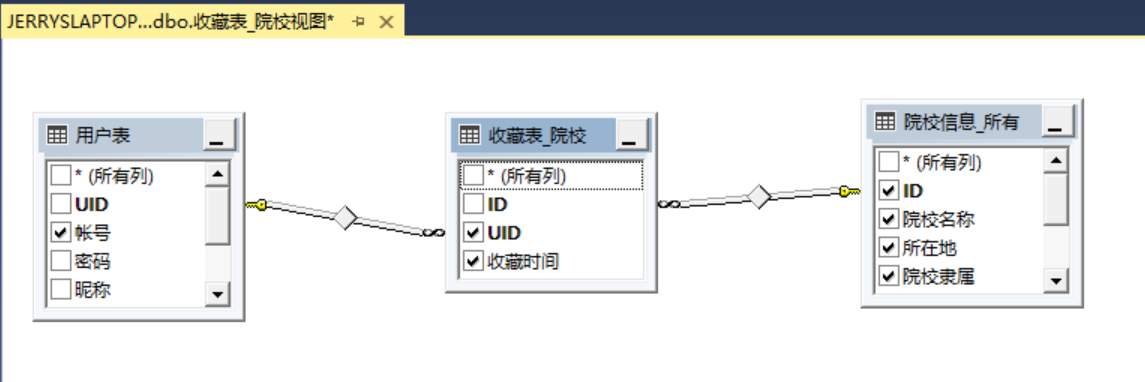 JERRYSLAPTOP...dbo.收藏表_院校视图*
用户表
* (所有列)
UID
帐号
密码
昵称
收藏表_院校
* (所有列)
ID
UID
收藏时间
院校信息_所有
* (所有列)
ID
院校名称
所在地
院校隶属